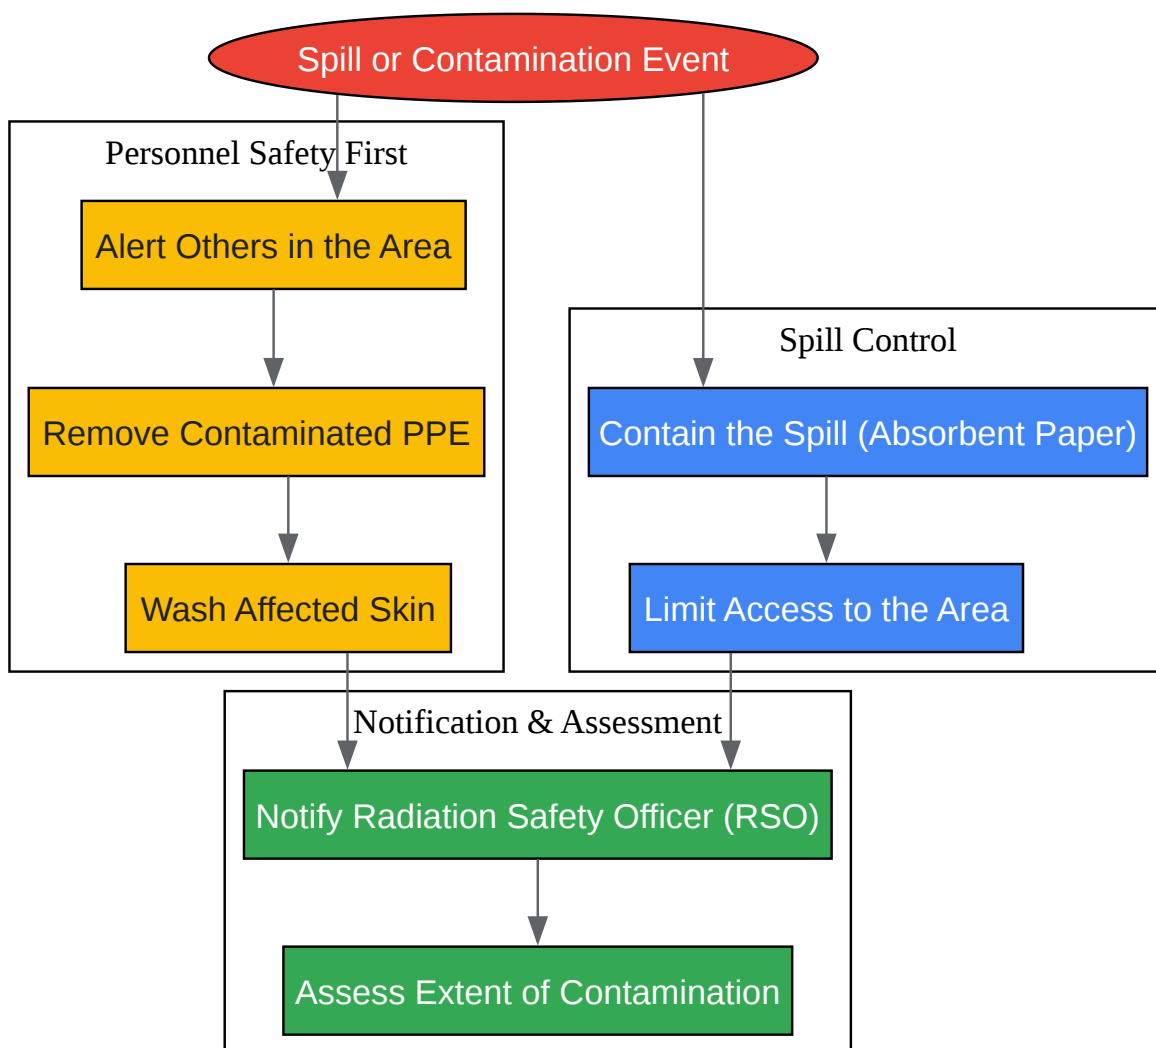 Spill or Contamination Event
Personnel Safety First
Alert Others in the Area
Remove Contaminated PPE
Wash Affected Skin
Spill Control
Contain the Spill (Absorbent Paper)
Limit Access to the Area
Notification & Assessment
Notify Radiation Safety Officer (RSO)
Assess Extent of Contamination